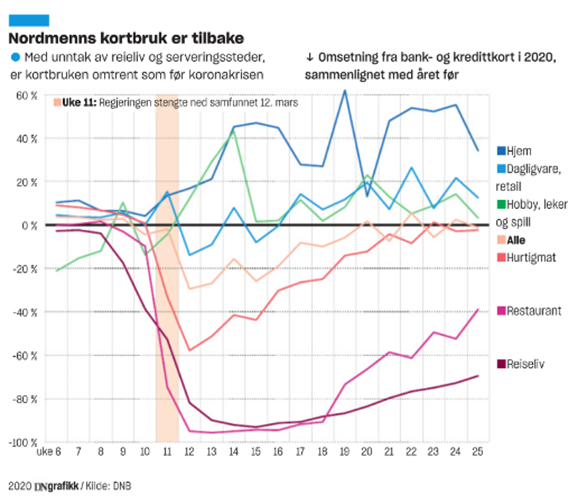 Nordmenns kortbruk er tilbake
Med unntak av reieliv og serveringssteder,
er kortbruken omtrent som før koronakrisen
↓ Omsetning fra bank- og kredittkort i 2020,
sammenlignet med året før
60 %
40 %
20 %
0 %
-20 %
-40 %
-60 %
-80 %
-100 %
Uke 11: Regjeringen stengte ned samfunnet 12. mars
Hjem
Dagligvare,
retail
Hobby, leker
og spill
Alle
Hurtigmat
Restaurant
Reiseliv
uke 6 7 8 9 10 11 12 13 14 15 16 17 18 19 20 21 22 23 24 25
2020 DNgrafikk / Kilde: DNB